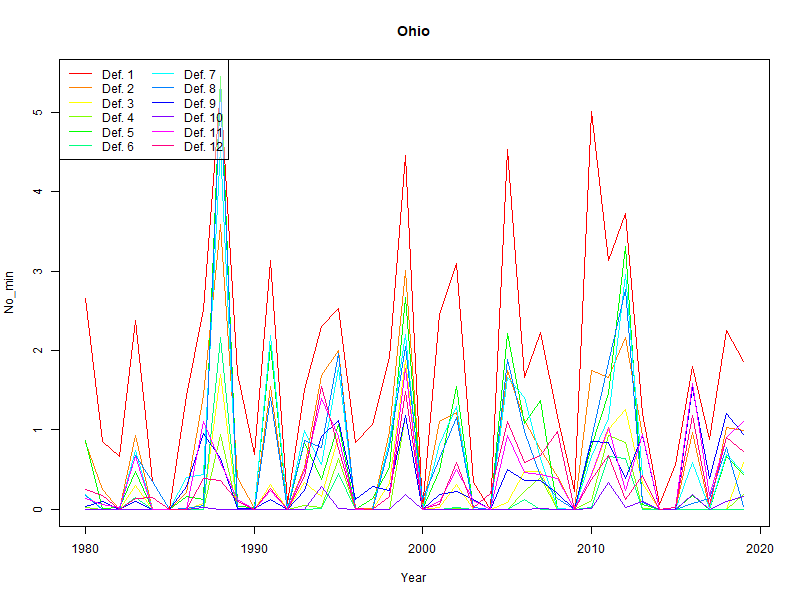 Ohio
Def. 1 Def. 7
Def. 2 Def. 8
Def. 3 Def. 9
Def. 4 Def. 10
Def. 5 Def. 11
Def. 6 Def. 12
No_min
5
4
3
2
1
0
1980 1990 2000 2010 2020
Year